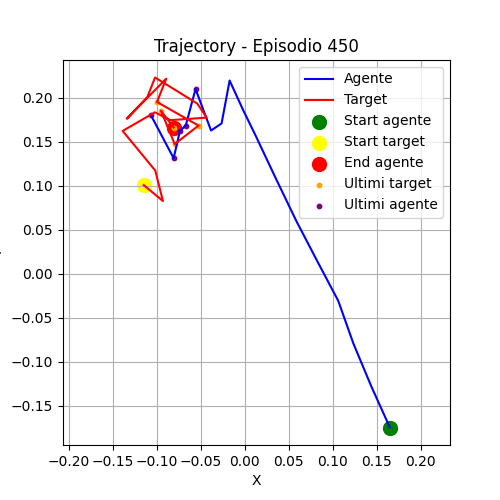 Trajectory - Episodio 450
Agente
Target
Start agente
Start target
End agente
Ultimi target
Ultimi agente
0.20
0.15
0.10
0.05
0.00
−0.05
−0.10
−0.15
−0.20 −0.15 −0.10 −0.05 0.00 0.05 0.10 0.15 0.20
X